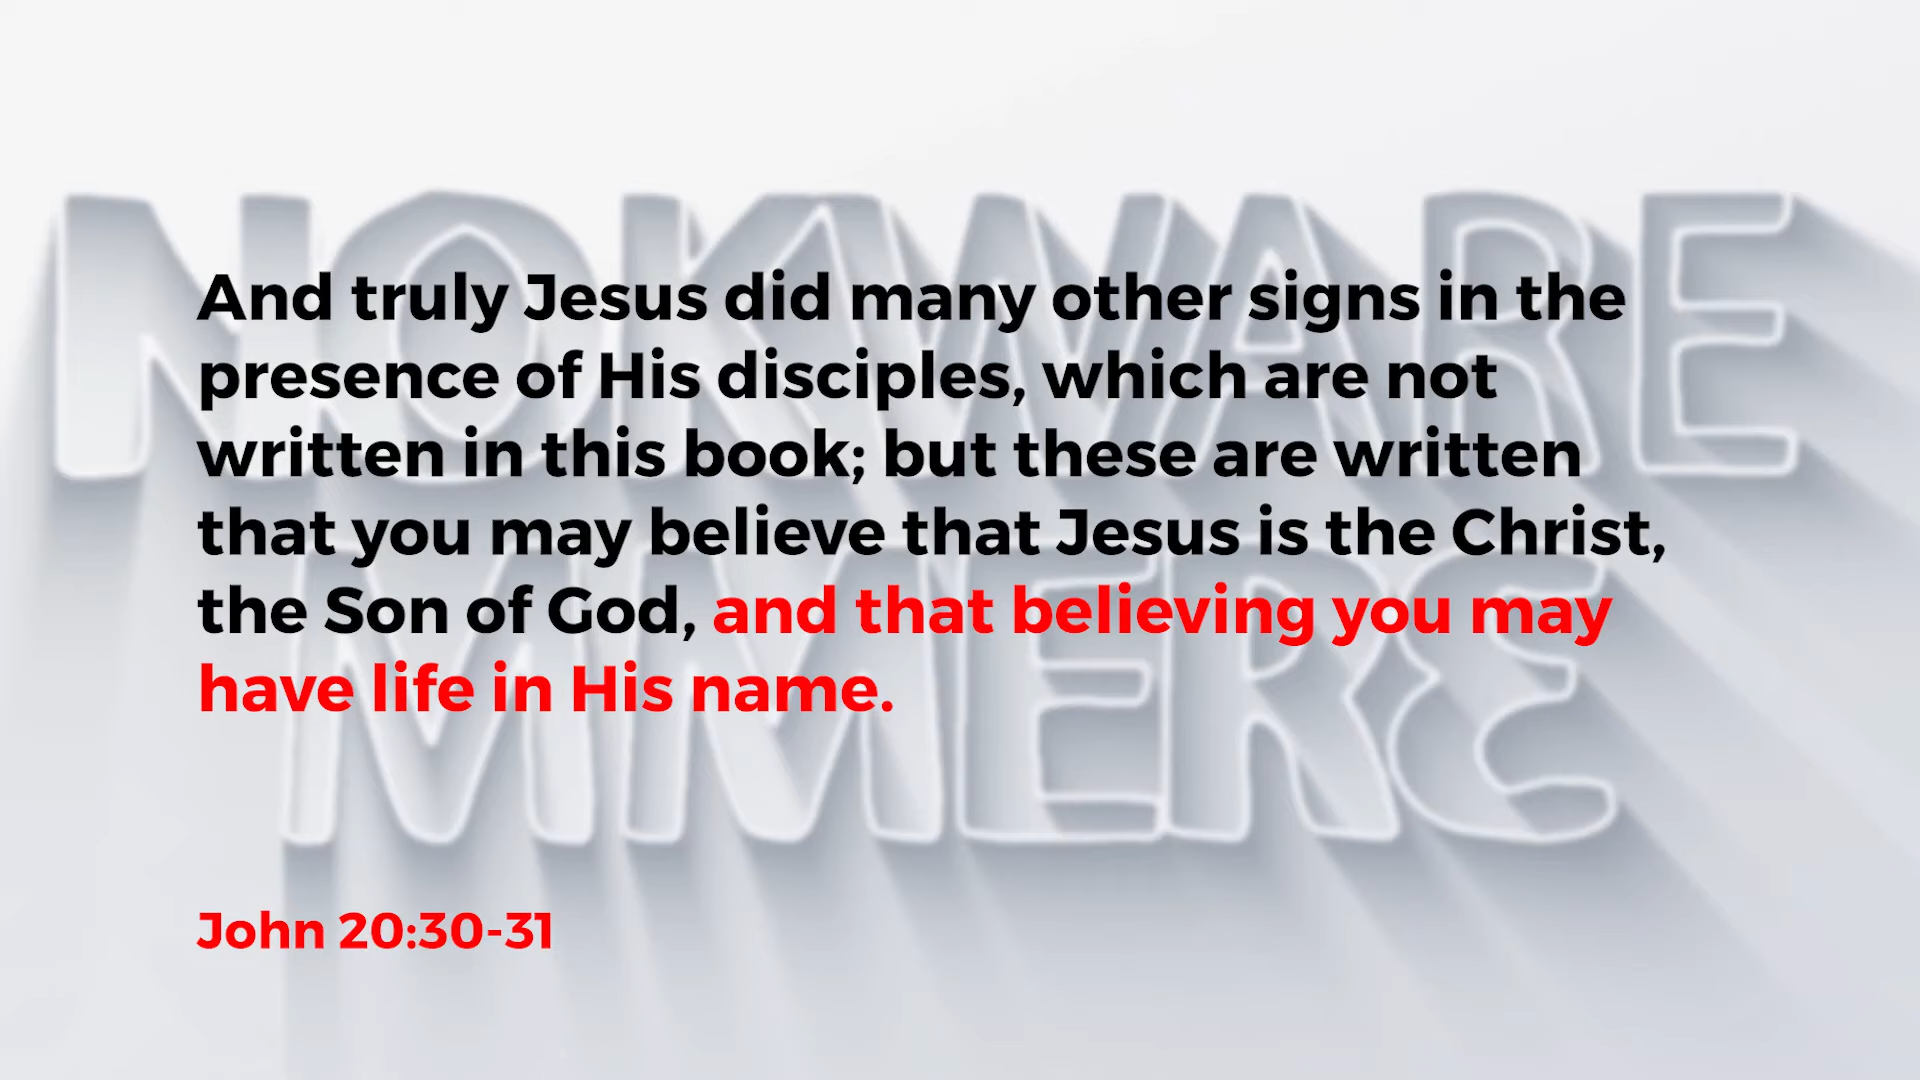 NOKWARE
MMERƐ
And truly Jesus did many other signs in the
presence of His disciples, which are not
written in this book; but these are written
that you may believe that Jesus is the Christ,
the Son of God, and that believing you may
have life in His name.
John 20:30-31